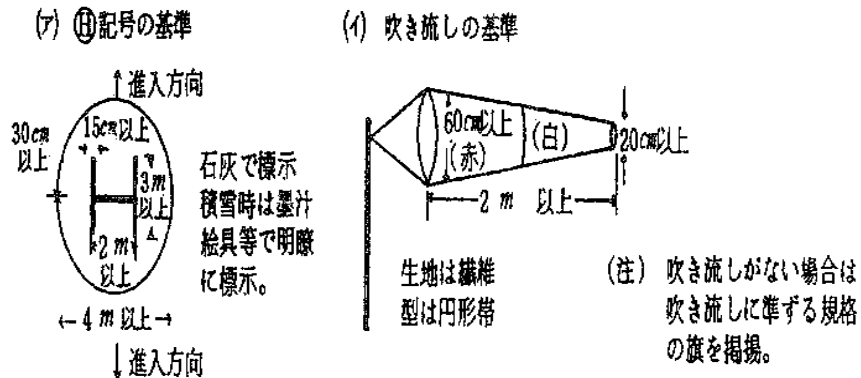 (ア) Ⓗ記号の基準
↑進入方向
30cm
以上
15cm以上
3m
以上
2m
以上
←4m以上→
↓進入方向
石灰で標示
積雪時は墨汁
絵具等で明瞭
に標示。
(イ) 吹き流しの基準
60cm以上
(赤)
(白)
20cm以上
2m 以上
生地は繊維
型は円形帯
(注) 吹き流しがない場合は
吹き流しに準ずる規格
の旗を掲揚。